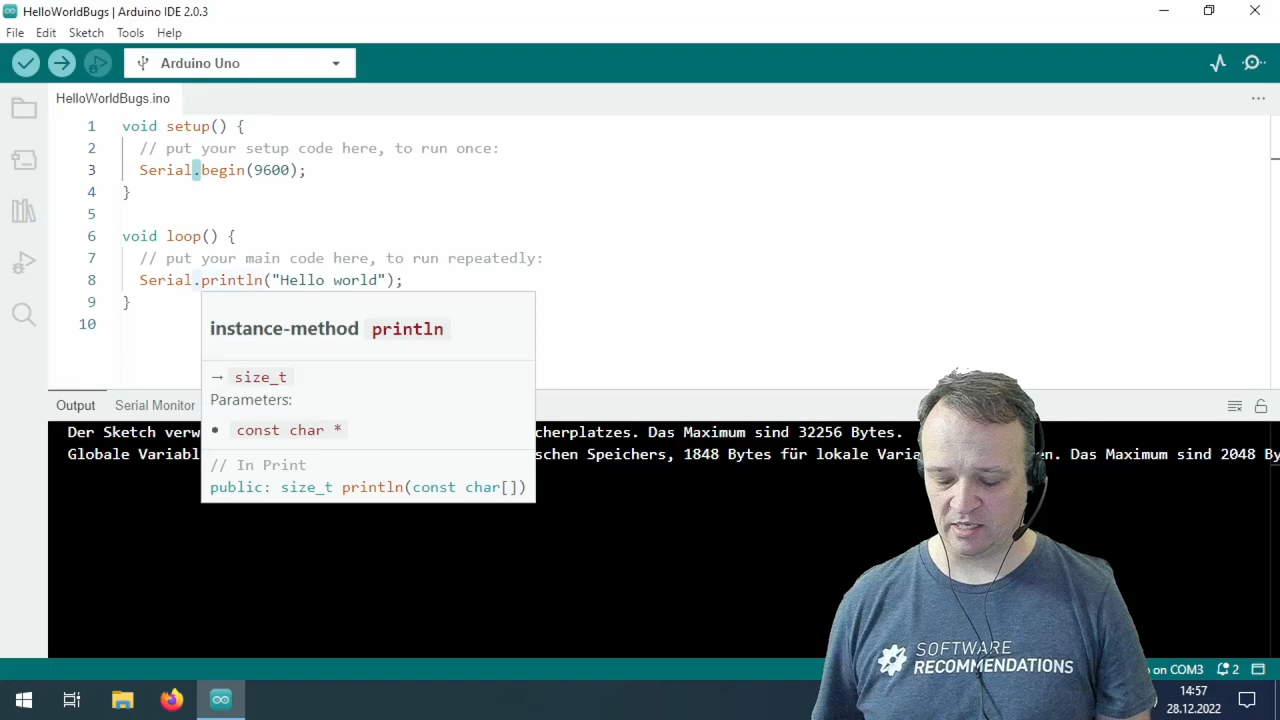 HelloWorldBugs | Arduino IDE 2.0.3
File Edit Sketch Tools Help
Arduino Uno
HelloWorldBugs.ino
1 void setup() {
2 // put your setup code here, to run once:
3 Serial.begin(9600);
4 }
5
6 void loop() {
7 // put your main code here, to run repeatedly:
8 Serial.println("Hello world");
9 }
10
instance-method println
→ size_t
Parameters:
• const char *
// In Print
public: size_t println(const char[])
Output Serial Monitor
Der Sketch verw cherplatzes. Das Maximum sind 32256 Bytes.
Globale Variabl schen Speichers, 1848 Bytes für lokale Varia en. Das Maximum sind 2048 By
SOFTWARE
RECOMMENDATIONS
on COM3 2
14:57
28.12.2022